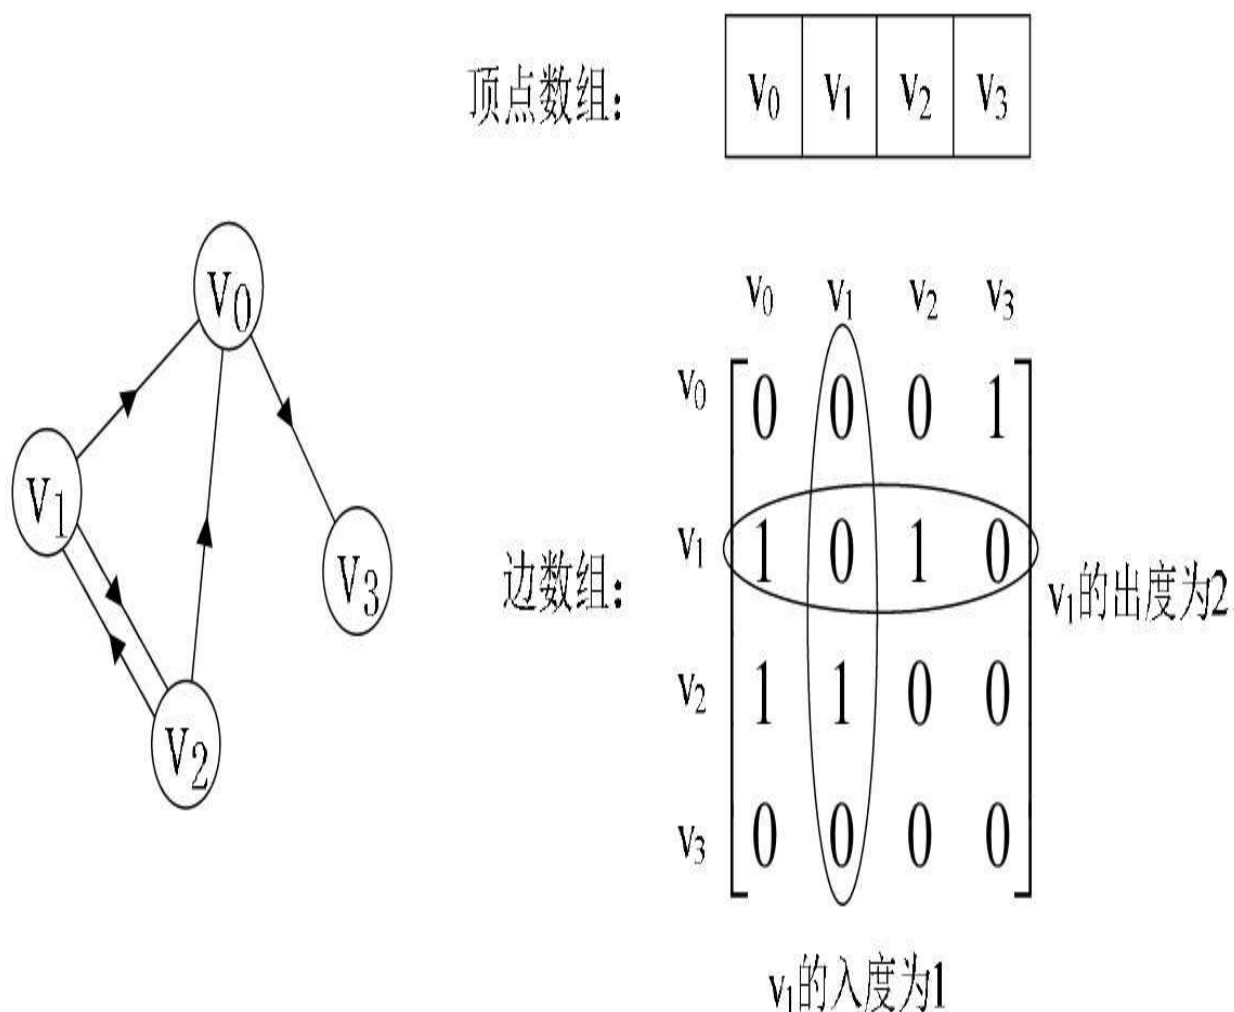 顶点数组：
v₀ v₁ v₂ v₃
v₀
v₁
v₂
v₃
边数组：
v₀ v₁ v₂ v₃
v₀ 0 0 0 1
v₁ 1 0 1 0
v₂ 1 1 0 0
v₃ 0 0 0 0
v₁的出度为2
v₁的入度为1